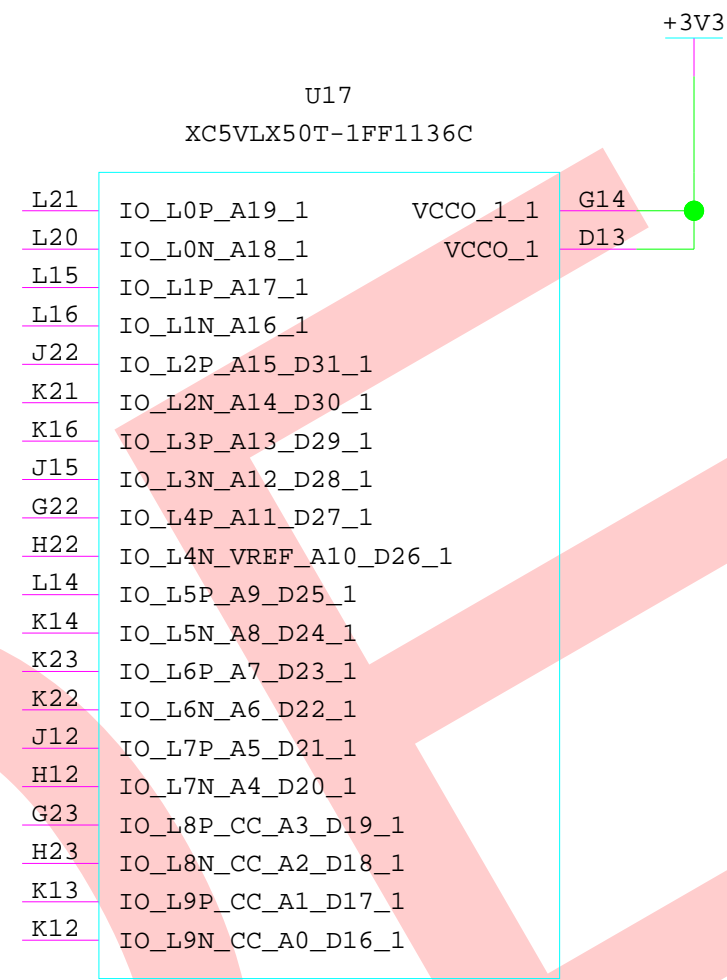 +3V3
U17
XC5VLX50T-1FF1136C
L21 IO_L0P_A19_1 VCCO_1_1 G14
L20 IO_L0N_A18_1 VCCO_1 D13
L15 IO_L1P_A17_1
L16 IO_L1N_A16_1
J22 IO_L2P_A15_D31_1
K21 IO_L2N_A14_D30_1
K16 IO_L3P_A13_D29_1
J15 IO_L3N_A12_D28_1
G22 IO_L4P_A11_D27_1
H22 IO_L4N_VREF_A10_D26_1
L14 IO_L5P_A9_D25_1
K14 IO_L5N_A8_D24_1
K23 IO_L6P_A7_D23_1
K22 IO_L6N_A6_D22_1
J12 IO_L7P_A5_D21_1
H12 IO_L7N_A4_D20_1
G23 IO_L8P_CC_A3_D19_1
H23 IO_L8N_CC_A2_D18_1
K13 IO_L9P_CC_A1_D17_1
K12 IO_L9N_CC_A0_D16_1